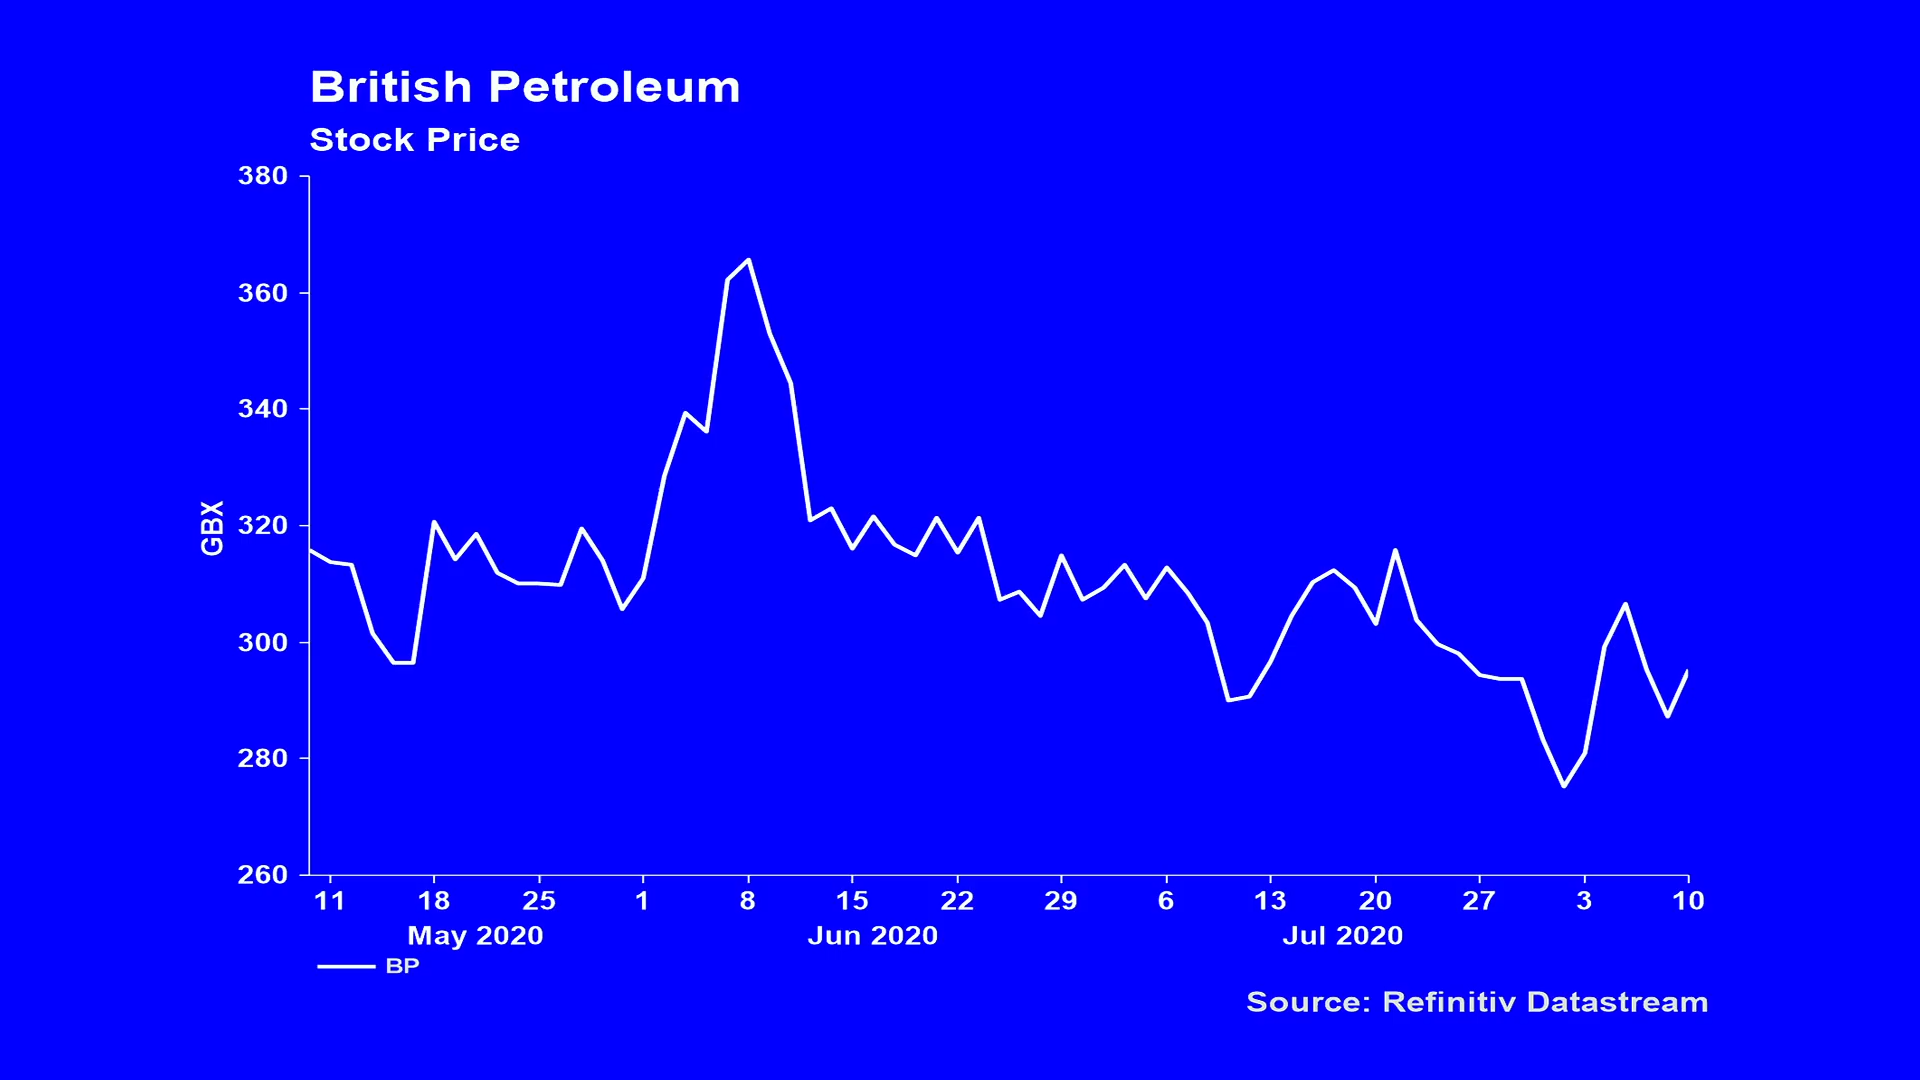 British Petroleum
Stock Price
380
360
340
320
300
280
260
GBX
11 18 25 1 8 15 22 29 6 13 20 27 3 10
May 2020 Jun 2020 Jul 2020
BP
Source: Refinitiv Datastream